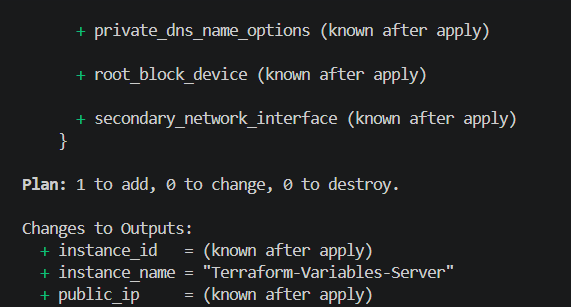 + private_dns_name_options (known after apply)
+ root_block_device (known after apply)
+ secondary_network_interface (known after apply)
}
Plan: 1 to add, 0 to change, 0 to destroy.
Changes to Outputs:
+ instance_id   = (known after apply)
+ instance_name = "Terraform-Variables-Server"
+ public_ip     = (known after apply)